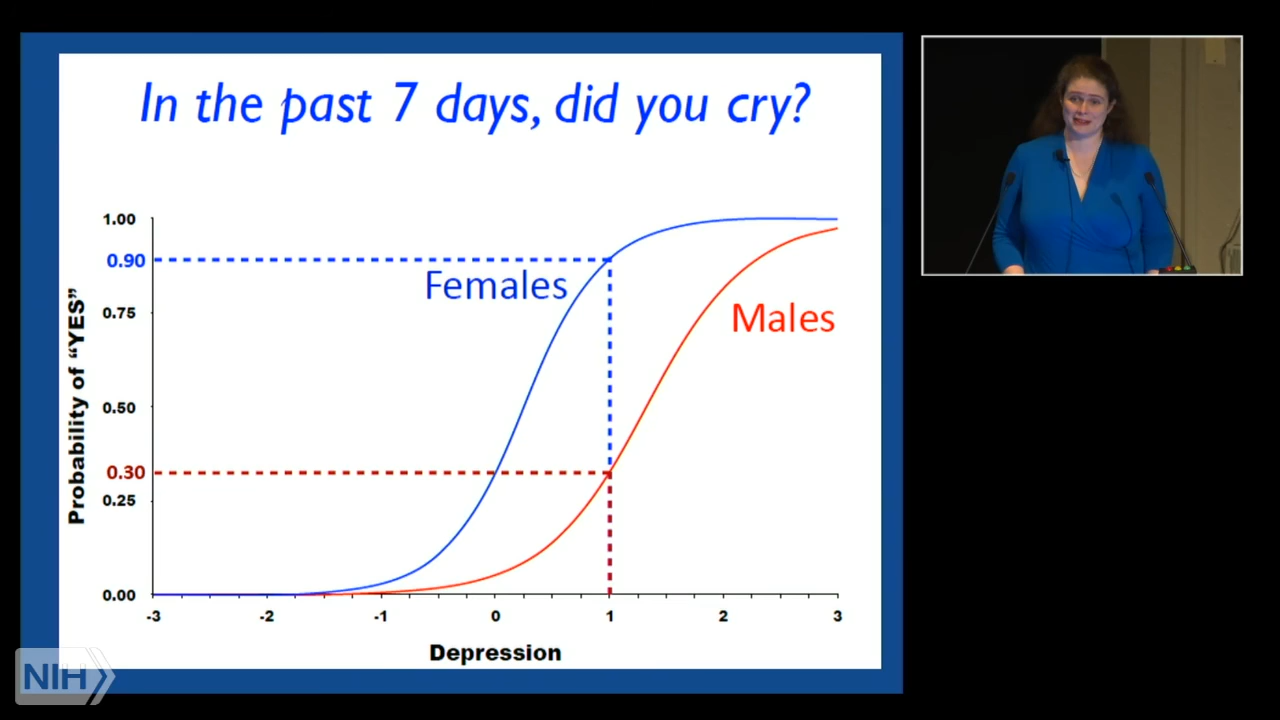 In the past 7 days, did you cry?
1.00
0.90
0.75
0.50
0.30
0.25
0.00
Probability of “YES”
Females
Males
-3 -2 -1 0 1 2 3
Depression
NIH